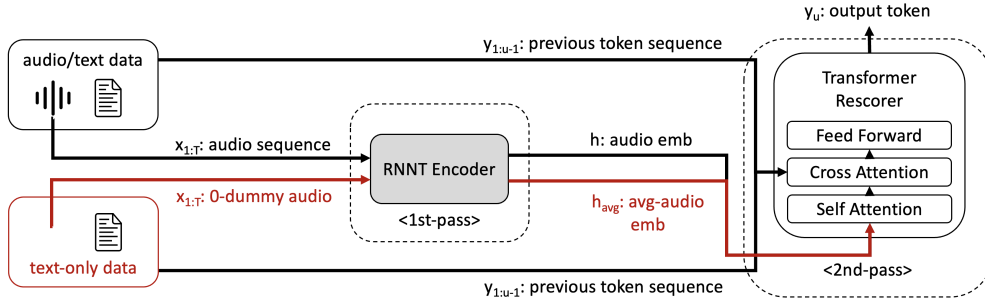 y1:u-1: previous token sequence
yu: output token
audio/text data
Transformer
Rescorer
Feed Forward
x1:T: audio sequence
RNNT Encoder
h: audio emb
Cross Attention
x1:T: 0-dummy audio
havg: avg-audio
emb
Self Attention
<1st-pass>
text-only data
<2nd-pass>
y1:u-1: previous token sequence